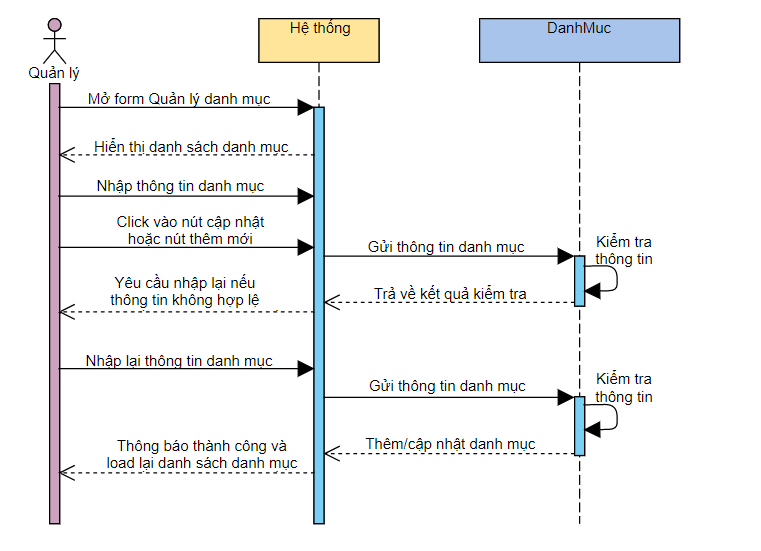 Hệ thống
DanhMuc
Quản lý
Mở form Quản lý danh mục
Hiển thị danh sách danh mục
Nhập thông tin danh mục
Click vào nút cập nhật
hoặc nút thêm mới
Gửi thông tin danh mục
Kiểm tra
thông tin
Yêu cầu nhập lại nếu
thông tin không hợp lệ
Trả về kết quả kiểm tra
Nhập lại thông tin danh mục
Gửi thông tin danh mục
Kiểm tra
thông tin
Thêm/cập nhật danh mục
Thông báo thành công và
load lại danh sách danh mục